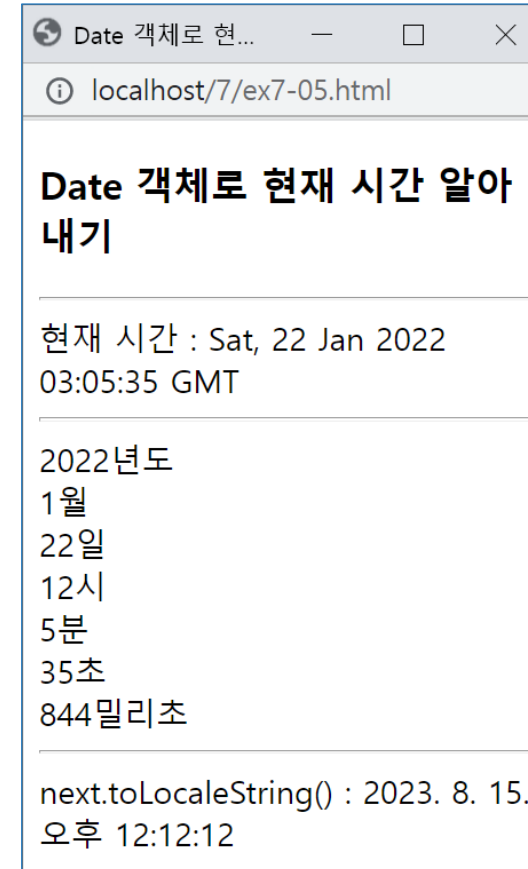 Date 객체로 현...
localhost/7/ex7-05.html
Date 객체로 현재 시간 알아
내기
현재 시간 : Sat, 22 Jan 2022
03:05:35 GMT
2022년도
1월
22일
12시
5분
35초
844밀리초
next.toLocaleString() : 2023. 8. 15.
오후 12:12:12